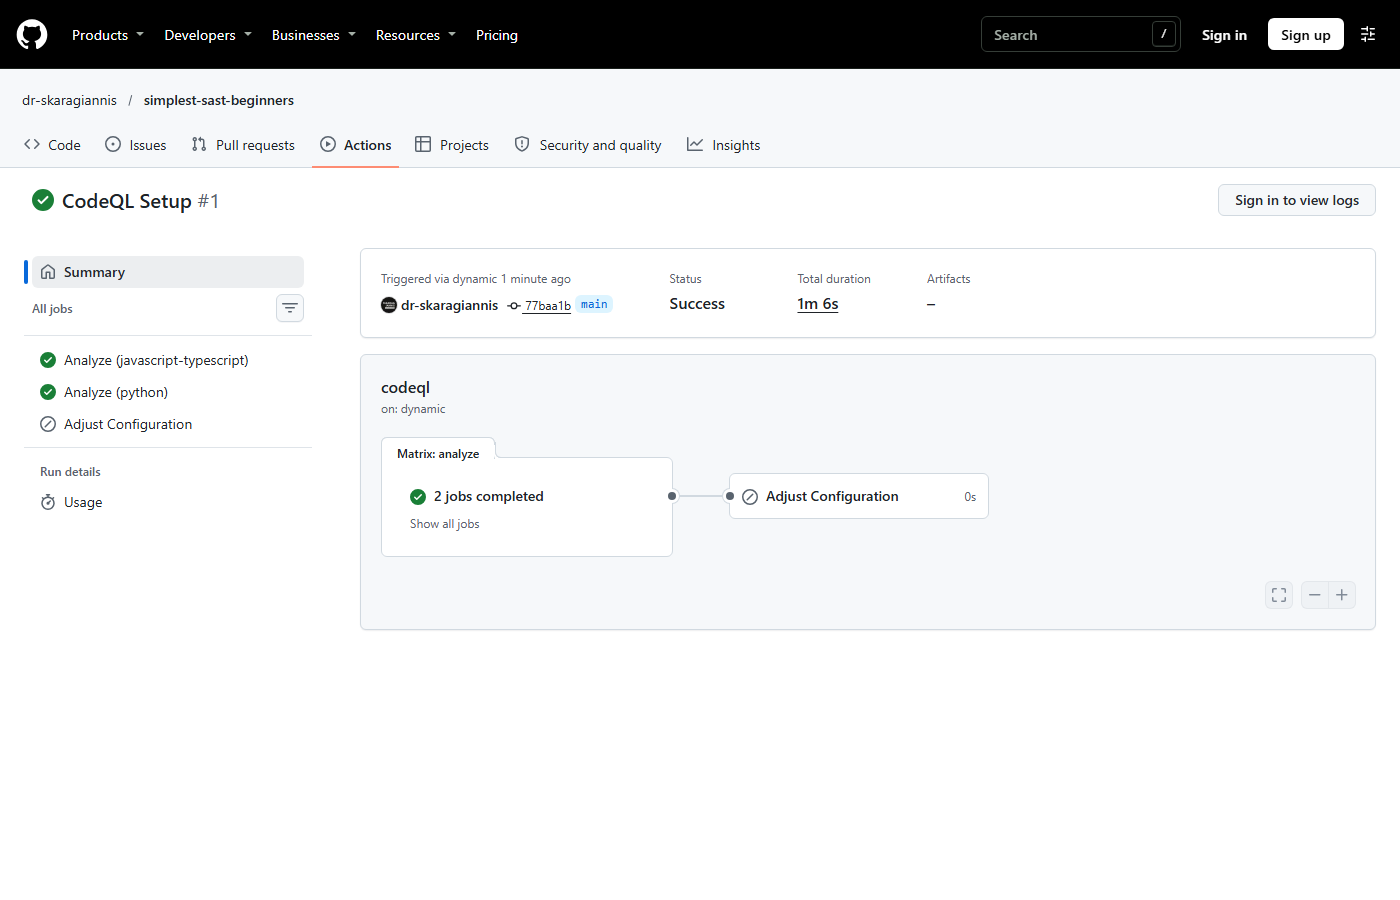 Products Developers Businesses Resources Pricing Search / Sign in Sign up
dr-skaragiannis / simplest-sast-beginners
Code Issues Pull requests Actions Projects Security and quality Insights
CodeQL Setup #1
Sign in to view logs
Summary
All jobs
Analyze (javascript-typescript)
Analyze (python)
Adjust Configuration
Run details
Usage
Triggered via dynamic 1 minute ago
dr-skaragiannis 77baa1b main
Status
Success
Total duration
1m 6s
Artifacts
–
codeql
on: dynamic
Matrix: analyze
2 jobs completed
Show all jobs
Adjust Configuration 0s